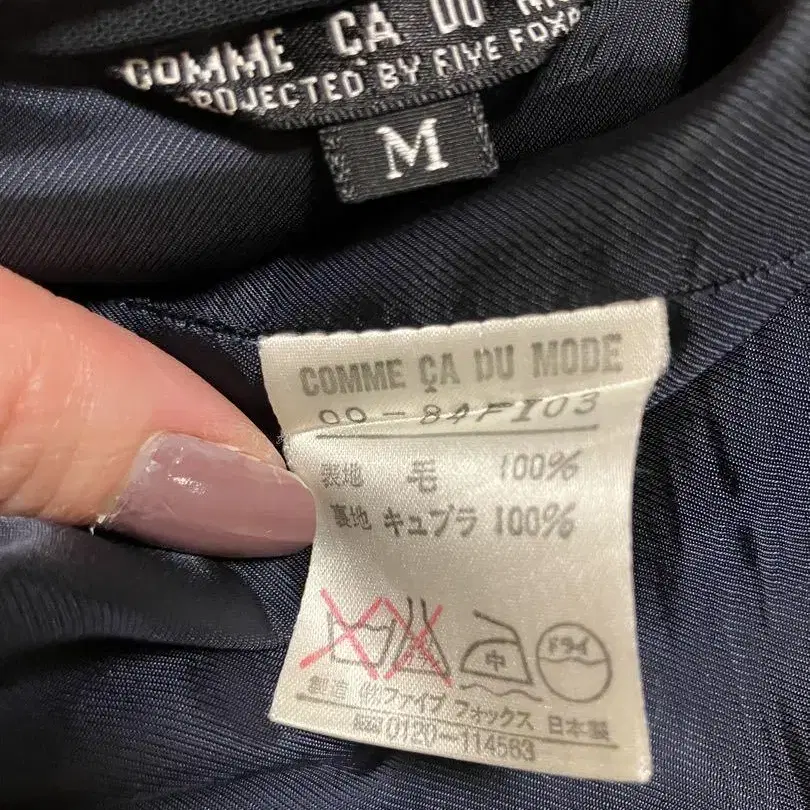 COMME ÇA DU
PROJECTED BY FIVE FOX
M
COMME ÇA DU MODE
00-84FI03
表地 毛 100%
裏地 キュプラ 100%
中 ドライ
製造 ㈱ファイブ フォックス 日本製
0120-114563